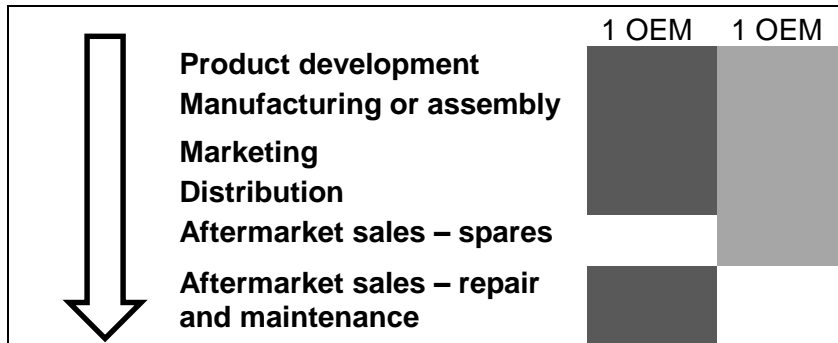 1 OEM 1 OEM
Product development
Manufacturing or assembly
Marketing
Distribution
Aftermarket sales – spares
Aftermarket sales – repair
and maintenance